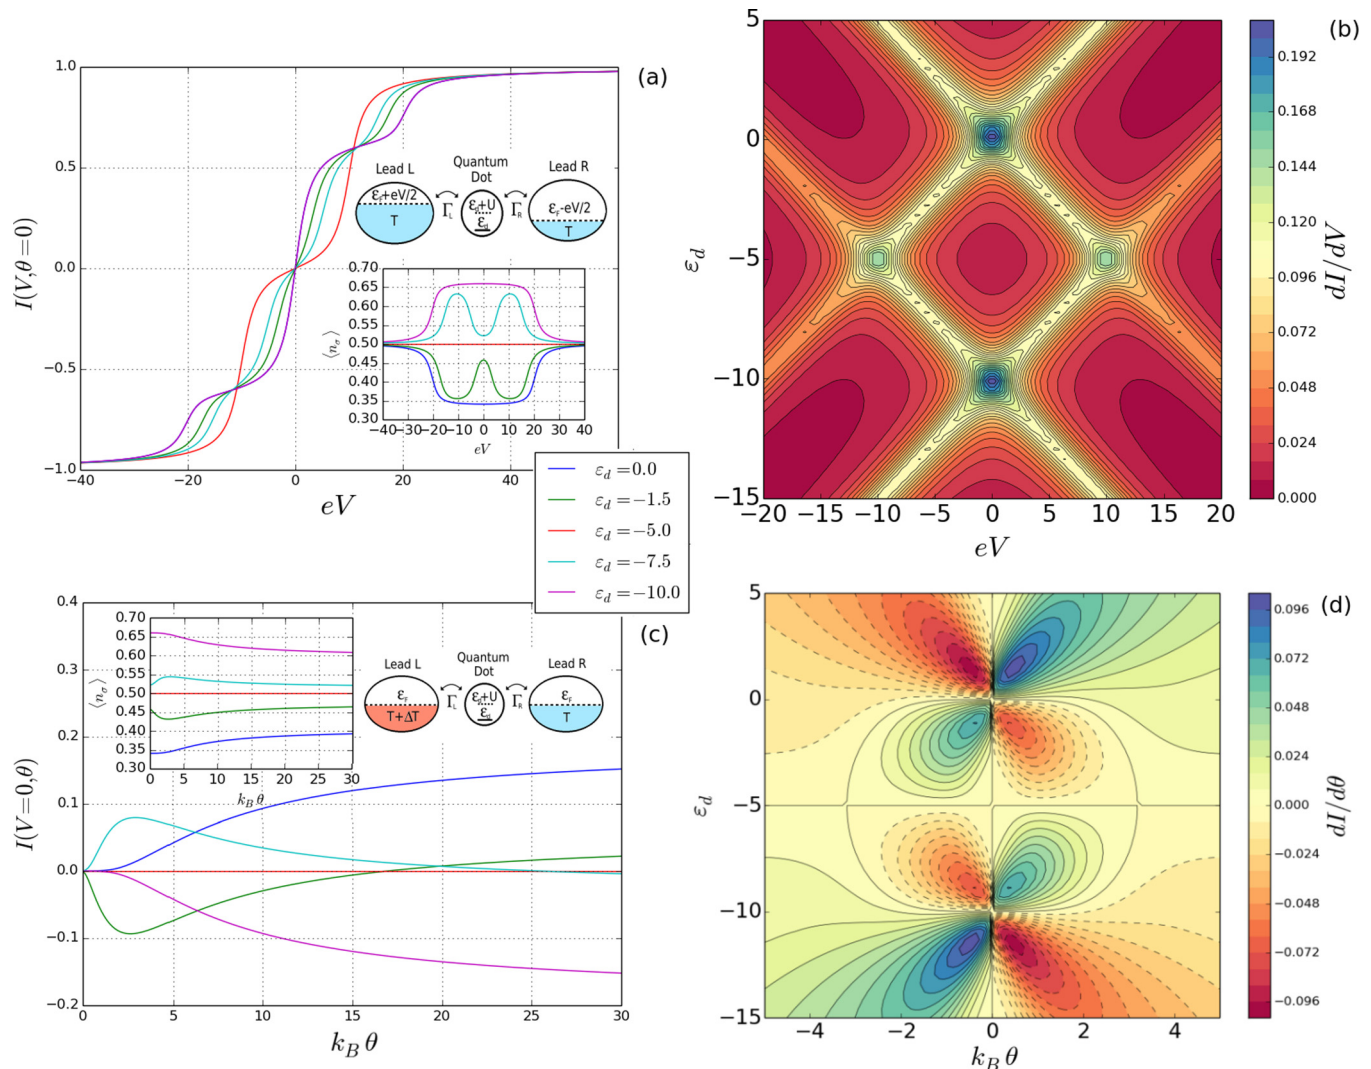 (a)
1.0
0.5
0.0
−0.5
−1.0
I(V,θ=0)
−40
−20
0
20
40
eV
Lead L
Quantum
Dot
Lead R
ε_F+eV/2
T
Γ_L
ε_d+U
ε_d
Γ_R
ε_F−eV/2
T
0.70
0.65
0.60
0.55
0.50
0.45
0.40
0.35
0.30
⟨n_σ⟩
−40
−30
−20
−10
0
10
20
30
40
eV
ε_d=0.0
ε_d=−1.5
ε_d=−5.0
ε_d=−7.5
ε_d=−10.0
(b)
5
0
−5
−10
−15
ε_d
−20
−15
−10
−5
0
5
10
15
20
eV
0.192
0.168
0.144
0.120
0.096
0.072
0.048
0.024
0.000
dI/dV
(c)
0.4
0.3
0.2
0.1
0.0
−0.1
−0.2
I(V=0,θ)
0
5
10
15
20
25
30
k_B θ
0.70
0.65
0.60
0.55
0.50
0.45
0.40
0.35
0.30
⟨n_σ⟩
0
5
10
15
20
25
30
k_B θ
Lead L
Quantum
Dot
Lead R
ε_F
T+ΔT
Γ_L
ε_d+U
ε_d
Γ_R
ε_F
T
(d)
5
0
−5
−10
−15
ε_d
−4
−2
0
2
4
k_B θ
0.096
0.072
0.048
0.024
0.000
−0.024
−0.048
−0.072
−0.096
dI/dθ